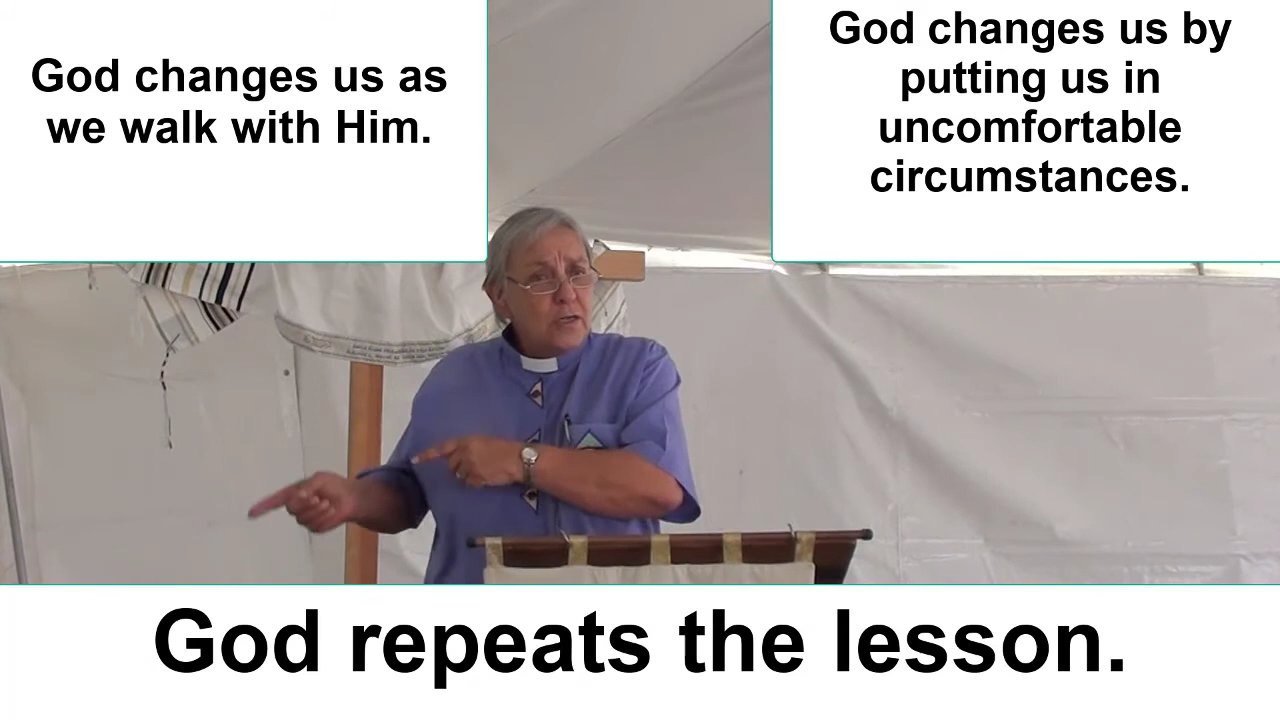 God changes us as
we walk with Him.
God changes us by
putting us in
uncomfortable
circumstances.
God repeats the lesson.